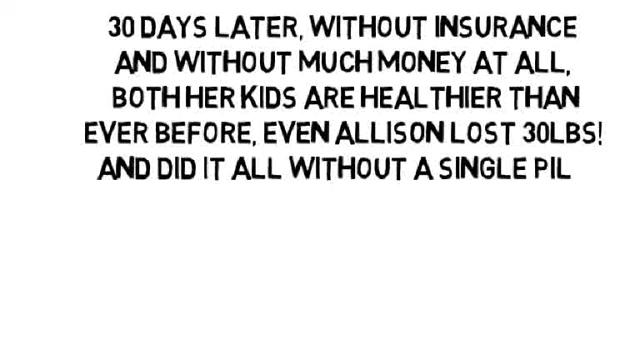 30 DAYS LATER, WITHOUT INSURANCE
AND WITHOUT MUCH MONEY AT ALL,
BOTH HER KIDS ARE HEALTHIER THAN
EVER BEFORE, EVEN ALLISON LOST 30LBS!
AND DID IT ALL WITHOUT A SINGLE PIL